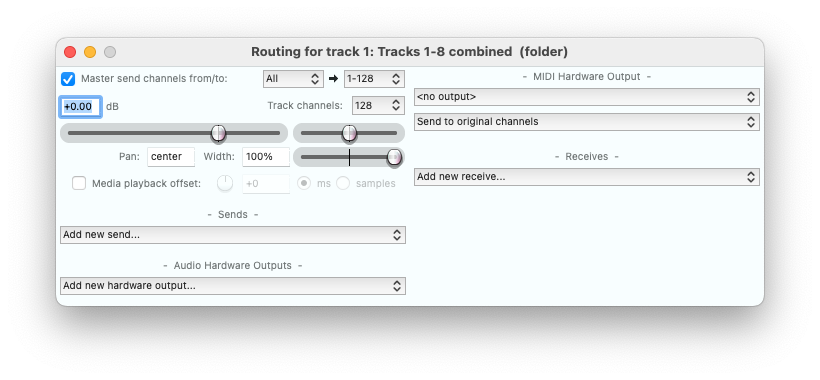 Routing for track 1: Tracks 1-8 combined (folder)
Master send channels from/to: All 1-128
+0.00 dB Track channels: 128
Pan: center Width: 100%
Media playback offset: +0 ms samples
- Sends -
Add new send...
- Audio Hardware Outputs -
Add new hardware output...
- MIDI Hardware Output -
<no output>
Send to original channels
- Receives -
Add new receive...